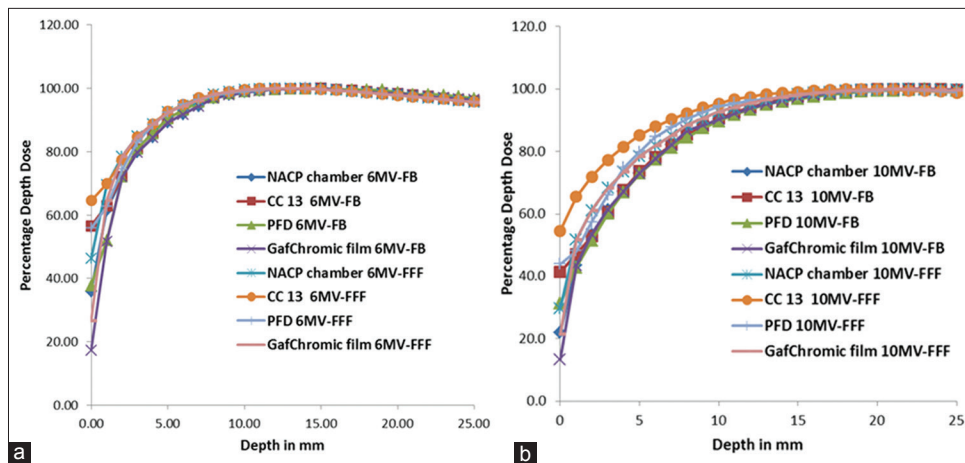 120.0
100.00
80.00
60.00
40.00
20.00
0.00
Percentage Depth Dose
0.00
5.00
10.00
15.00
20.00
25.00
Depth in mm
NACP chamber 6MV-FB
CC 13 6MV-FB
PFD 6MV-FB
GafChromic film 6MV-FB
NACP chamber 6MV-FFF
CC 13 6MV-FFF
PFD 6MV-FFF
GafChromic film 6MV-FFF
a
120.0
100.0
80.0
60.0
40.0
20.0
0.0
Percentage Depth Dose
0
5
10
15
20
25
Depth in mm
NACP chamber 10MV-FB
CC 13 10MV-FB
PFD 10MV-FB
GafChromic film 10MV-FB
NACP chamber 10MV-FFF
CC 13 10MV-FFF
PFD 10MV-FFF
GafChromic film 10MV-FFF
b